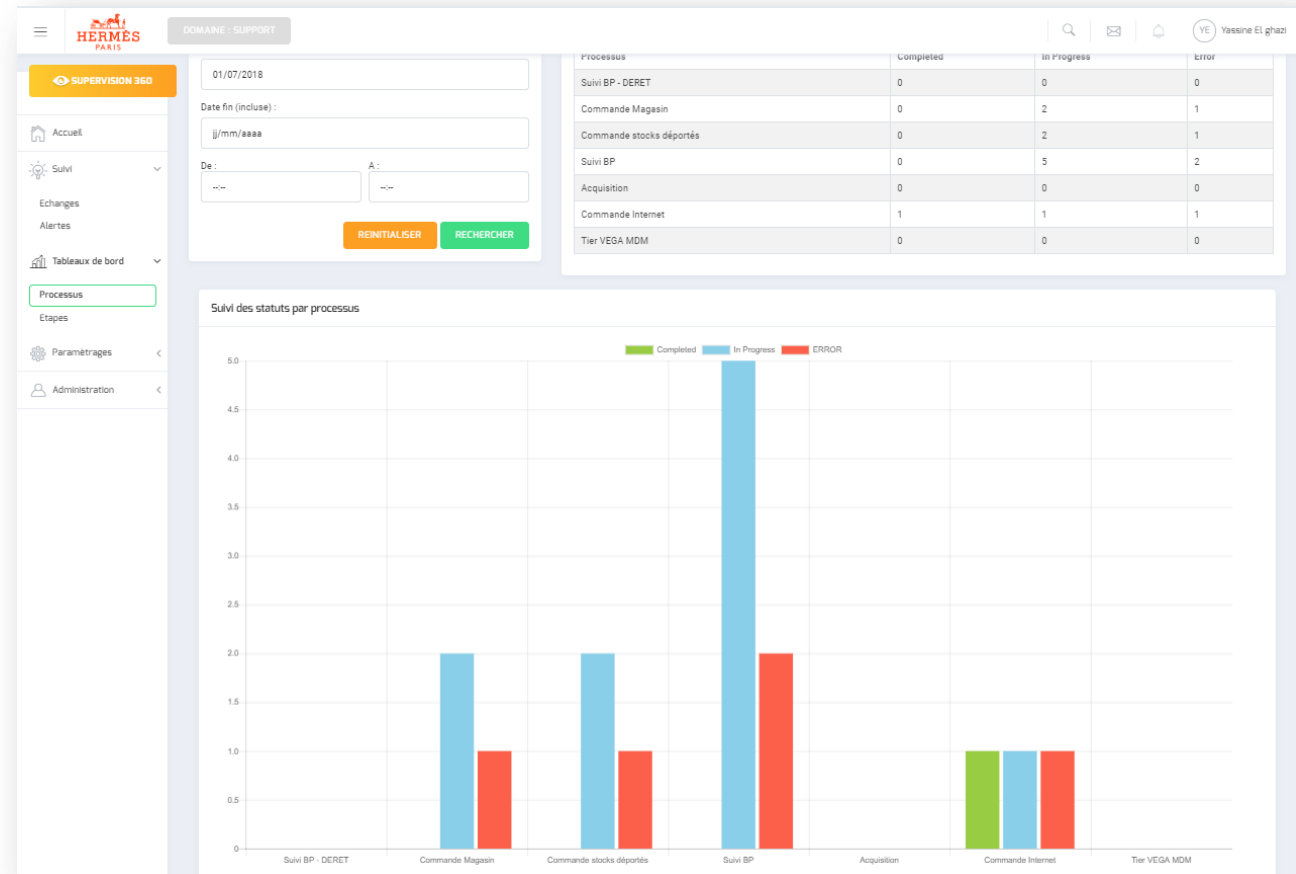 HERMÈS
PARIS
DOMAINE : SUPPORT
YE
Yassine El ghazi
SUPERVISION 360
Accueil
Suivi
Echanges
Alertes
Tableaux de bord
Processus
Etapes
Paramètrages
Administration
01/07/2018
Date fin (incluse) :
jj/mm/aaaa
De : A :
--:-- --:--
REINITIALISER RECHERCHER
Processus Completed In Progress Error
Suivi BP - DERET 0 0 0
Commande Magasin 0 2 1
Commande stocks déportés 0 2 1
Suivi BP 0 5 2
Acquisition 0 0 0
Commande Internet 1 1 1
Tier VEGA MDM 0 0 0
Suivi des statuts par processus
Completed In Progress ERROR
5.0
4.5
4.0
3.5
3.0
2.5
2.0
1.5
1.0
0.5
0
Suivi BP - DERET Commande Magasin Commande stocks déportés Suivi BP Acquisition Commande Internet Tier VEGA MDM